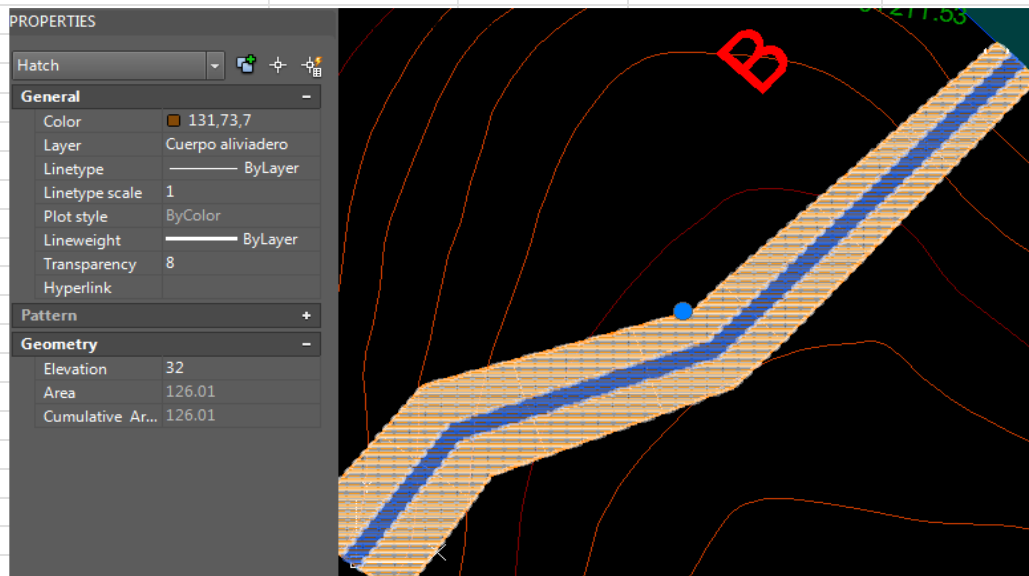 PROPERTIES
Hatch
General
Color 131,73,7
Layer Cuerpo aliviadero
Linetype ByLayer
Linetype scale 1
Plot style ByColor
Lineweight ByLayer
Transparency 8
Hyperlink
Pattern
Geometry
Elevation 32
Area 126.01
Cumulative Ar... 126.01
B